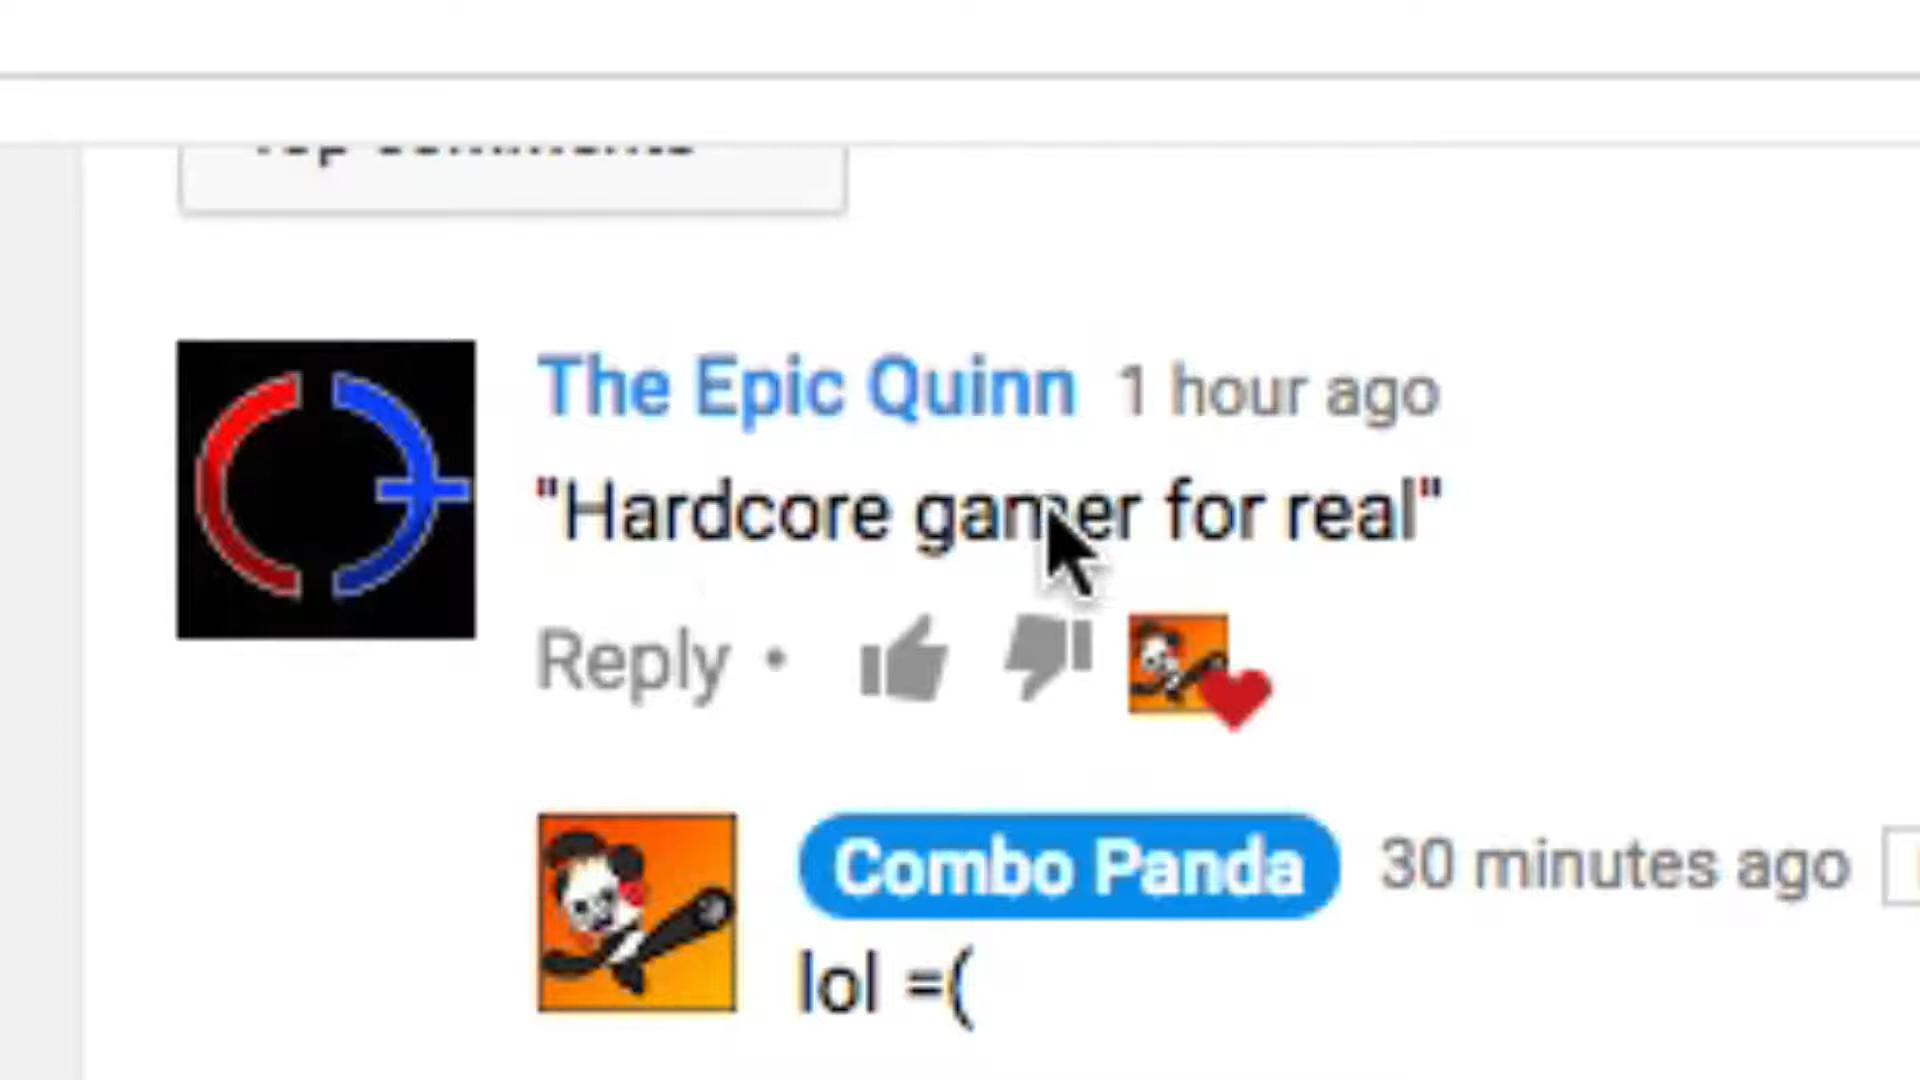 The Epic Quinn 1 hour ago
"Hardcore gamer for real"
Reply •
Combo Panda 30 minutes ago
lol =(